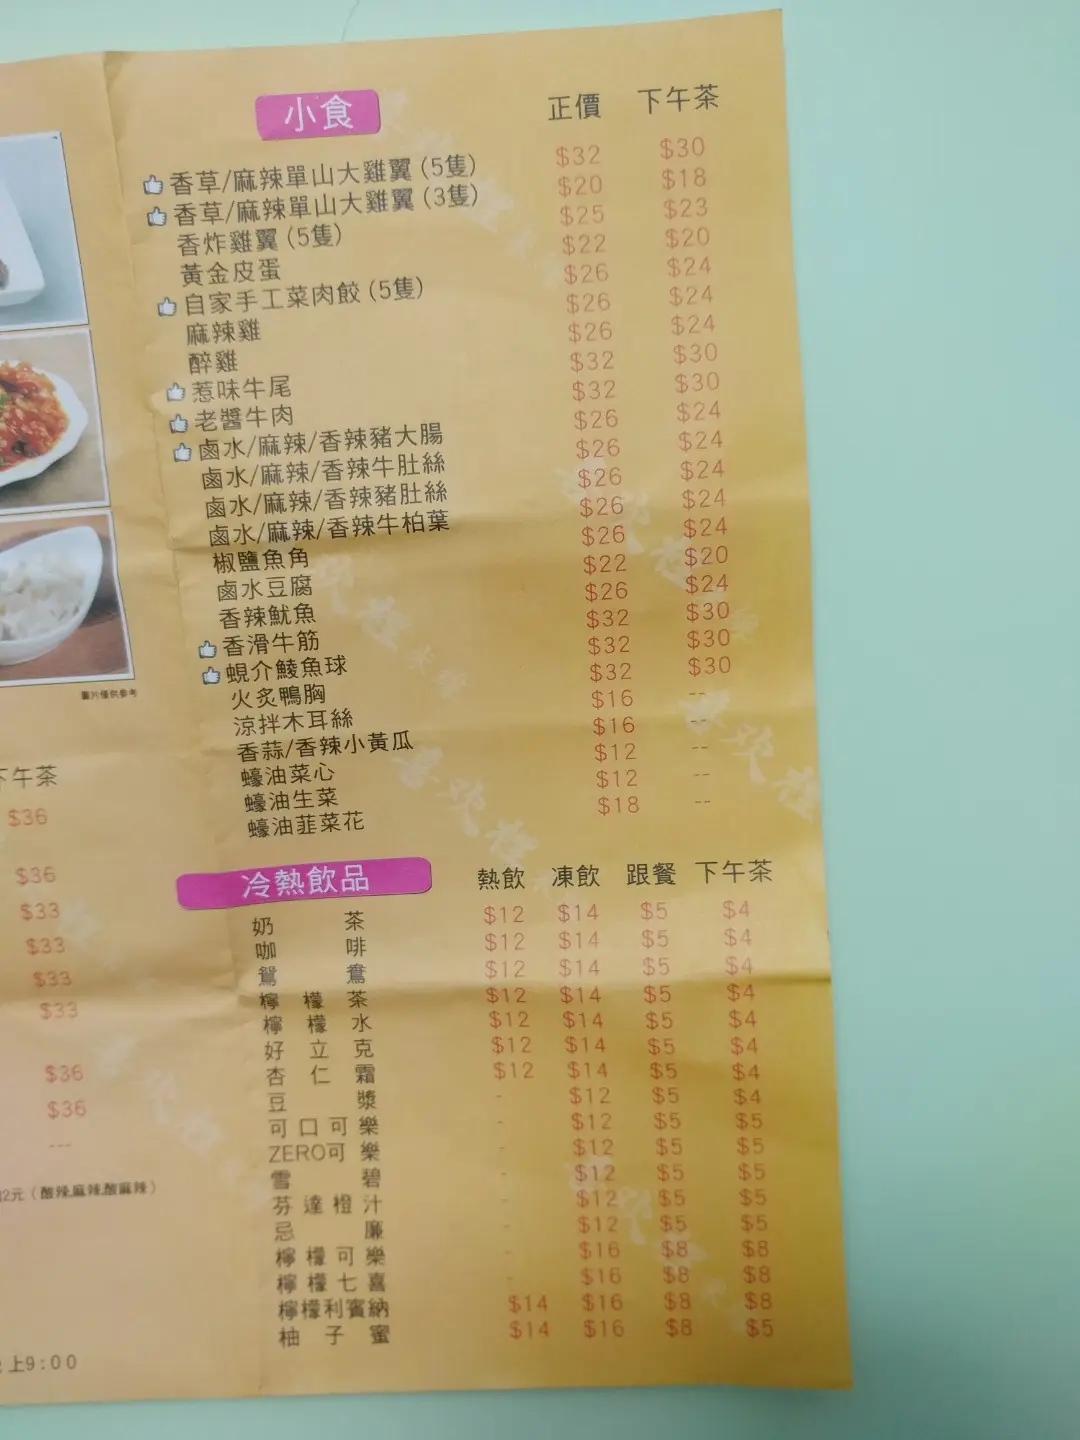 小食 正價 下午茶
香草/麻辣單山大雞翼 (5隻) $32 $30
香草/麻辣單山大雞翼 (3隻) $20 $18
香炸雞翼 (5隻) $25 $23
黃金皮蛋 $22 $20
自家手工菜肉餃 (5隻) $26 $24
麻辣雞 $26 $24
醉雞 $26 $24
惹味牛尾 $32 $30
老醬牛肉 $32 $30
鹵水/麻辣/香辣豬大腸 $26 $24
鹵水/麻辣/香辣牛肚絲 $26 $24
鹵水/麻辣/香辣豬肚絲 $26 $24
鹵水/麻辣/香辣牛柏葉 $26 $24
椒鹽魚角 $26 $24
鹵水豆腐 $22 $20
香辣魷魚 $26 $24
香滑牛筋 $32 $30
蜆介鯪魚球 $32 $30
火炙鴨胸 $32 $30
涼拌木耳絲 $16 --
香蒜/香辣小黃瓜 $16 --
蠔油菜心 $12 --
蠔油生菜 $12 --
蠔油韮菜花 $18 --
冷熱飲品 熱飲 凍飲 跟餐 下午茶
奶茶 $12 $14 $5 $4
咖啡 $12 $14 $5 $4
鴛鴦 $12 $14 $5 $4
檸檬茶 $12 $14 $5 $4
檸檬水 $12 $14 $5 $4
好立克 $12 $14 $5 $4
杏仁霜 $12 $14 $5 $4
豆漿 - $12 $5 $4
可口可樂 - $12 $5 $5
ZERO可樂 - $12 $5 $5
雪碧 - $12 $5 $5
芬達橙汁 - $12 $5 $5
忌廉 - $12 $5 $5
檸檬可樂 - $16 $8 $8
檸檬七喜 - $16 $8 $8
檸檬利賓納 $14 $16 $8 $8
柚子蜜 $14 $16 $8 $5
圖片僅供參考
下午茶
$36
$36
$33
$33
$33
$33
$36
$36
---
2元（酸辣,麻辣,酸麻辣）
上9:00